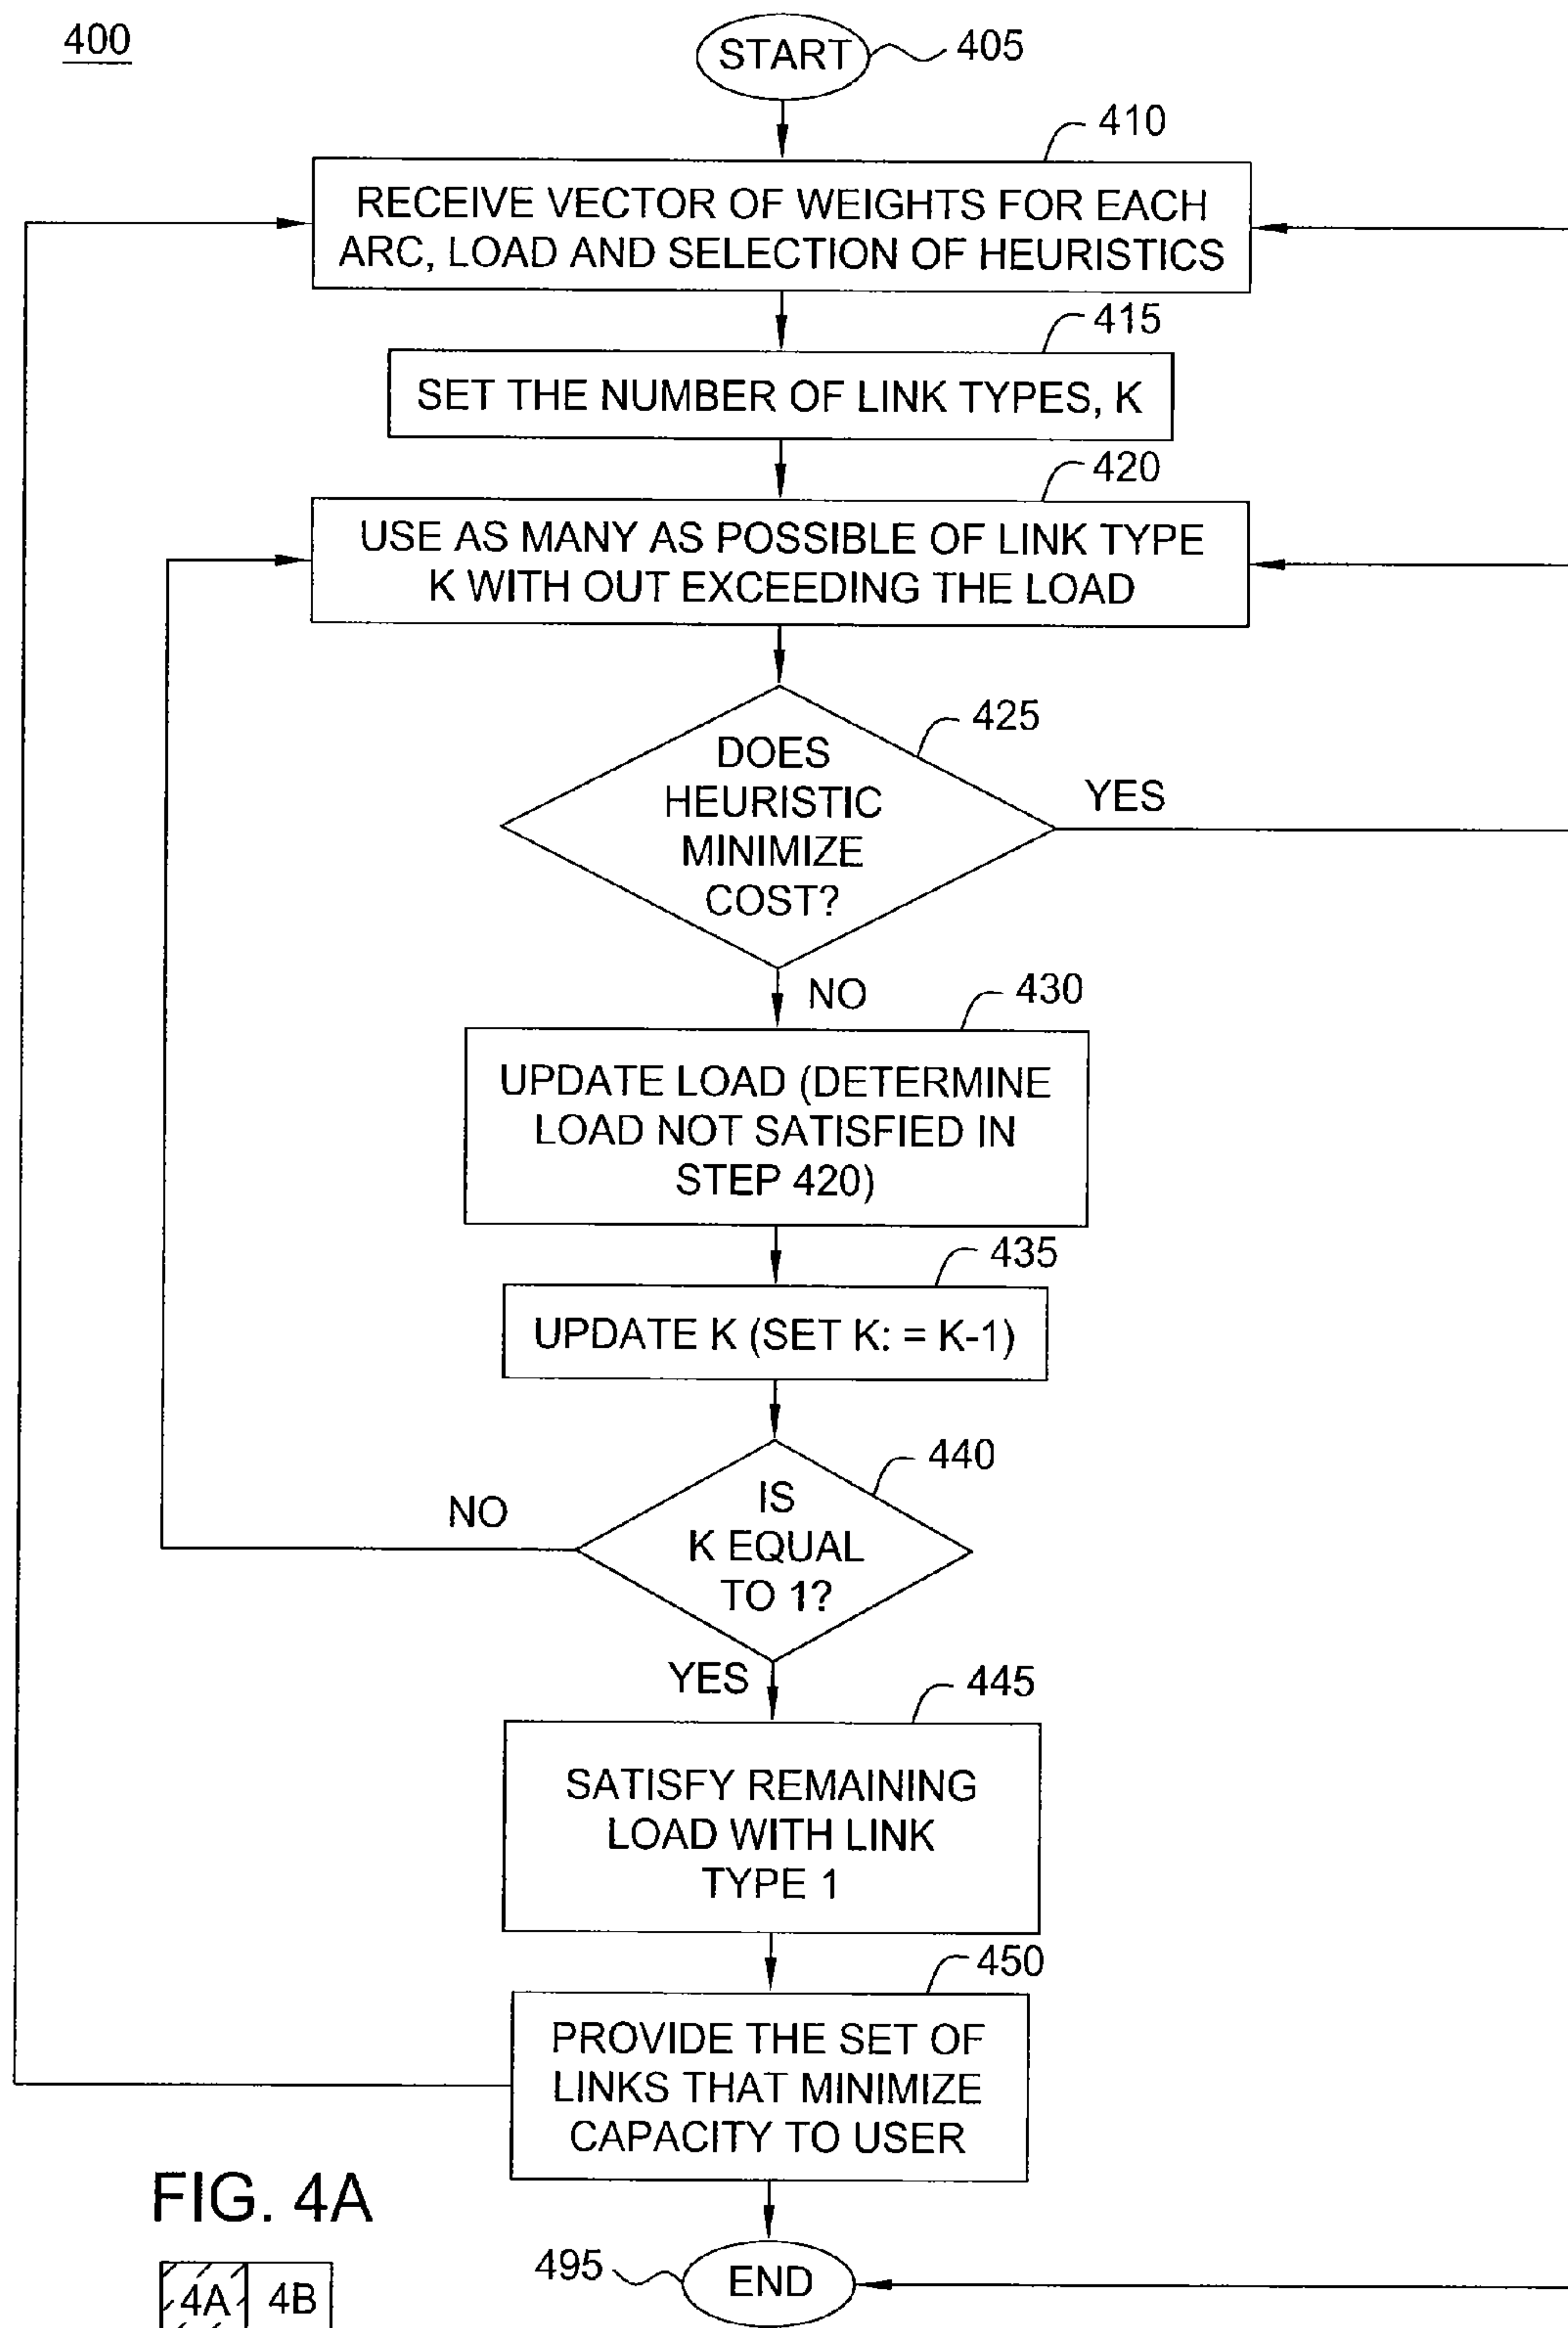 400
START
405
410
RECEIVE VECTOR OF WEIGHTS FOR EACH
ARC, LOAD AND SELECTION OF HEURISTICS
415
SET THE NUMBER OF LINK TYPES, K
420
USE AS MANY AS POSSIBLE OF LINK TYPE
K WITH OUT EXCEEDING THE LOAD
425
DOES
HEURISTIC
MINIMIZE
COST?
YES
NO
430
UPDATE LOAD (DETERMINE
LOAD NOT SATISFIED IN
STEP 420)
435
UPDATE K (SET K: = K-1)
440
IS
K EQUAL
TO 1?
NO
YES
445
SATISFY REMAINING
LOAD WITH LINK
TYPE 1
450
PROVIDE THE SET OF
LINKS THAT MINIMIZE
CAPACITY TO USER
FIG. 4A
495
END
4A
4B